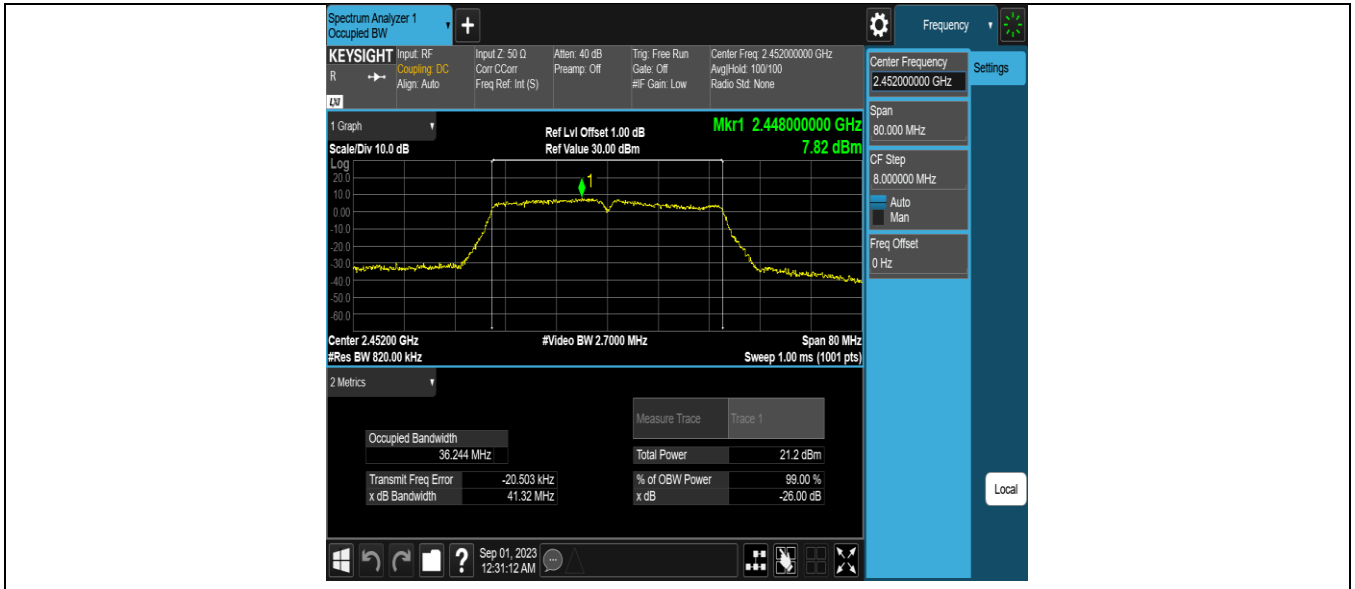 Spectrum Analyzer 1
Occupied BW
+
Frequency
KEYSIGHT
R
LXI
Input: RF
Coupling: DC
Align: Auto
Input Z: 50 Ω
Corr CCorr
Freq Ref: Int (S)
Atten: 40 dB
Preamp: Off
Trig: Free Run
Gate: Off
#IF Gain: Low
Center Freq: 2.452000000 GHz
Avg|Hold: 100/100
Radio Std: None
Center Frequency
2.452000000 GHz
Settings
Span
80.000 MHz
CF Step
8.000000 MHz
Auto
Man
Freq Offset
0 Hz
Local
1 Graph
Scale/Div 10.0 dB
Ref Lvl Offset 1.00 dB
Ref Value 30.00 dBm
Mkr1 2.448000000 GHz
7.82 dBm
Log
20.0
10.0
0.00
-10.0
-20.0
-30.0
-40.0
-50.0
-60.0
1
Center 2.45200 GHz
#Video BW 2.7000 MHz
Span 80 MHz
#Res BW 820.00 kHz
Sweep 1.00 ms (1001 pts)
2 Metrics
Measure Trace Trace 1
Occupied Bandwidth
36.244 MHz
Total Power 21.2 dBm
Transmit Freq Error -20.503 kHz
% of OBW Power 99.00 %
x dB Bandwidth 41.32 MHz
x dB -26.00 dB
?
Sep 01, 2023
12:31:12 AM